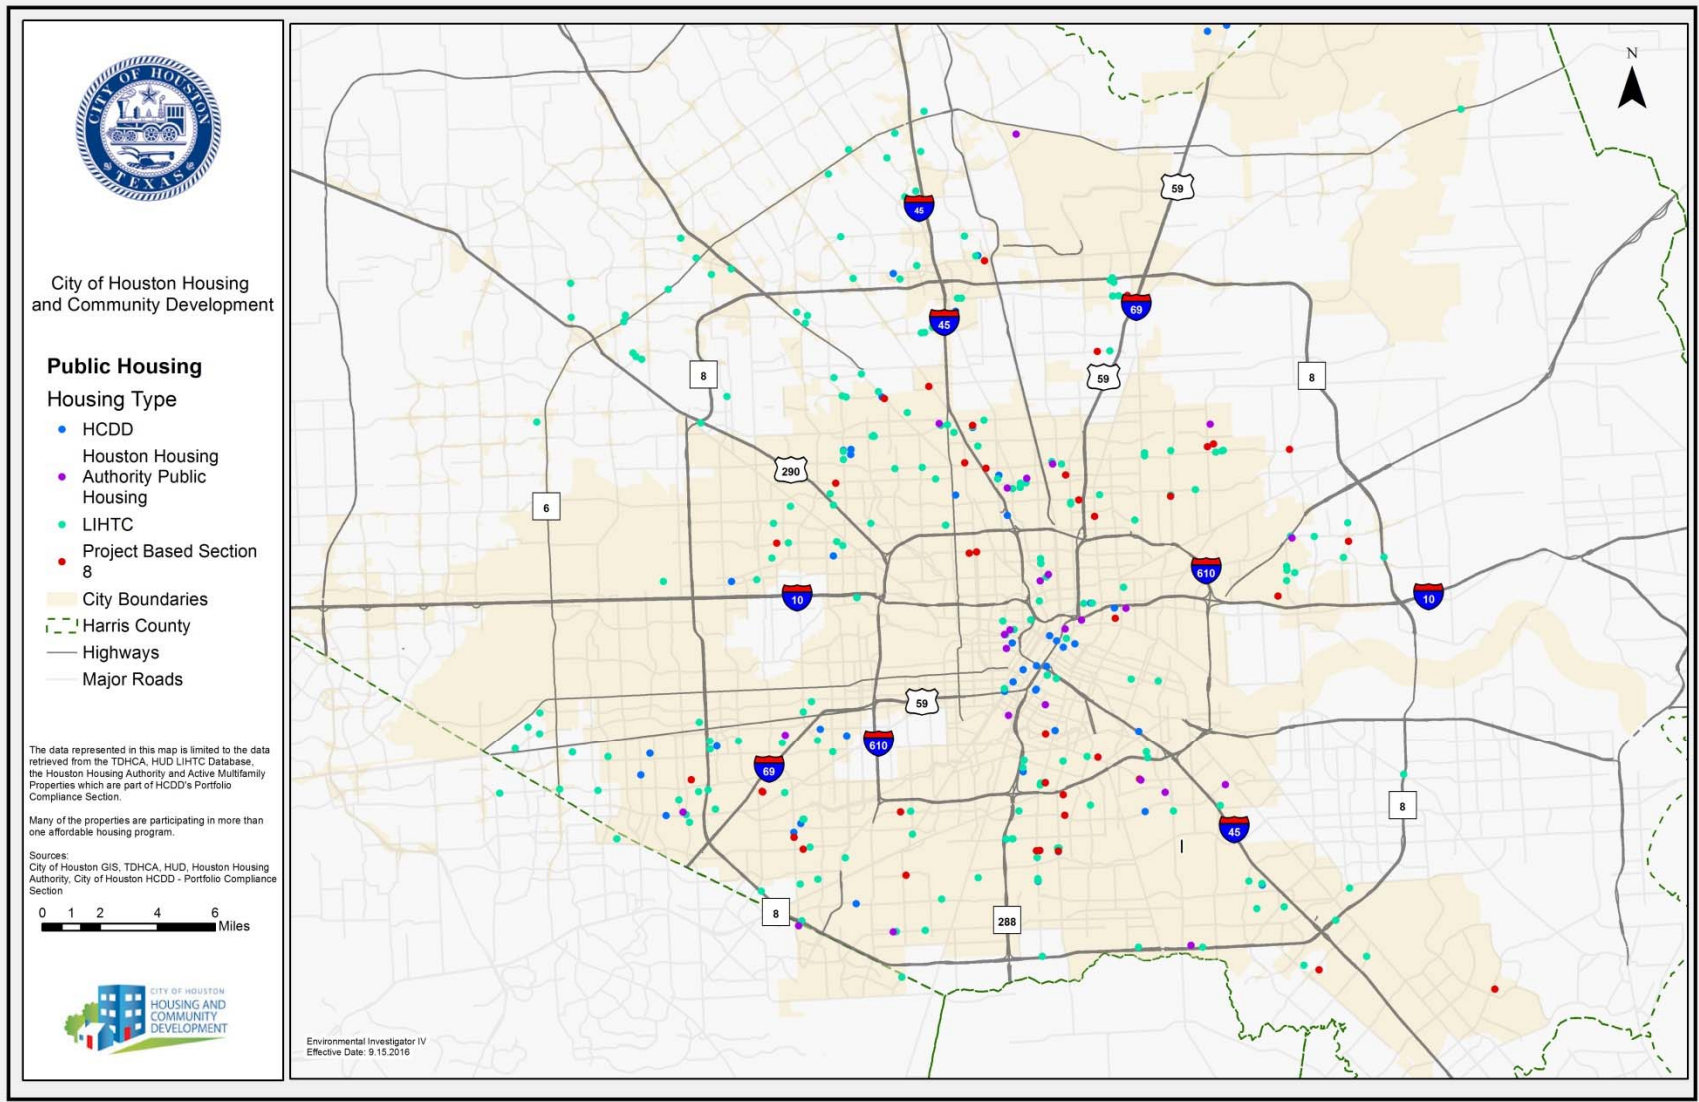 CITY OF HOUSTON
TEXAS
City of Houston Housing
and Community Development
Public Housing
Housing Type
HCDD
Houston Housing
Authority Public
Housing
LIHTC
Project Based Section
8
City Boundaries
Harris County
Highways
Major Roads
The data represented in this map is limited to the data
retrieved from the TDHCA, HUD LIHTC Database,
the Houston Housing Authority and Active Multifamily
Properties which are part of HCDD's Portfolio
Compliance Section.
Many of the properties are participating in more than
one affordable housing program.
Sources:
City of Houston GIS, TDHCA, HUD, Houston Housing
Authority, City of Houston HCDD - Portfolio Compliance
Section
0 1 2 4 6
Miles
CITY OF HOUSTON
HOUSING AND
COMMUNITY
DEVELOPMENT
N
59
45
69
45
59
8
8
290
6
610
10
10
59
610
69
8
45
8
288
Environmental Investigator IV
Effective Date: 9.15.2016